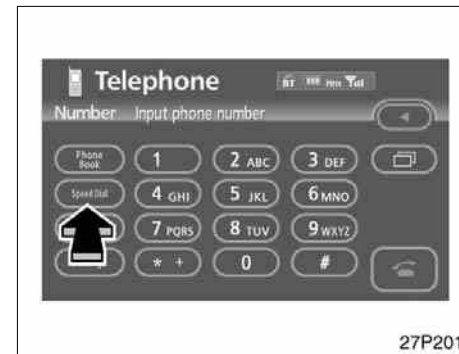 Telephone
BT
Number Input phone number
Phone
Book
1
2 ABC
3 DEF
Speed Dial
4 GHI
5 JKL
6 MNO
7 PQRS
8 TUV
9 WXYZ
* +
0
#
27P201